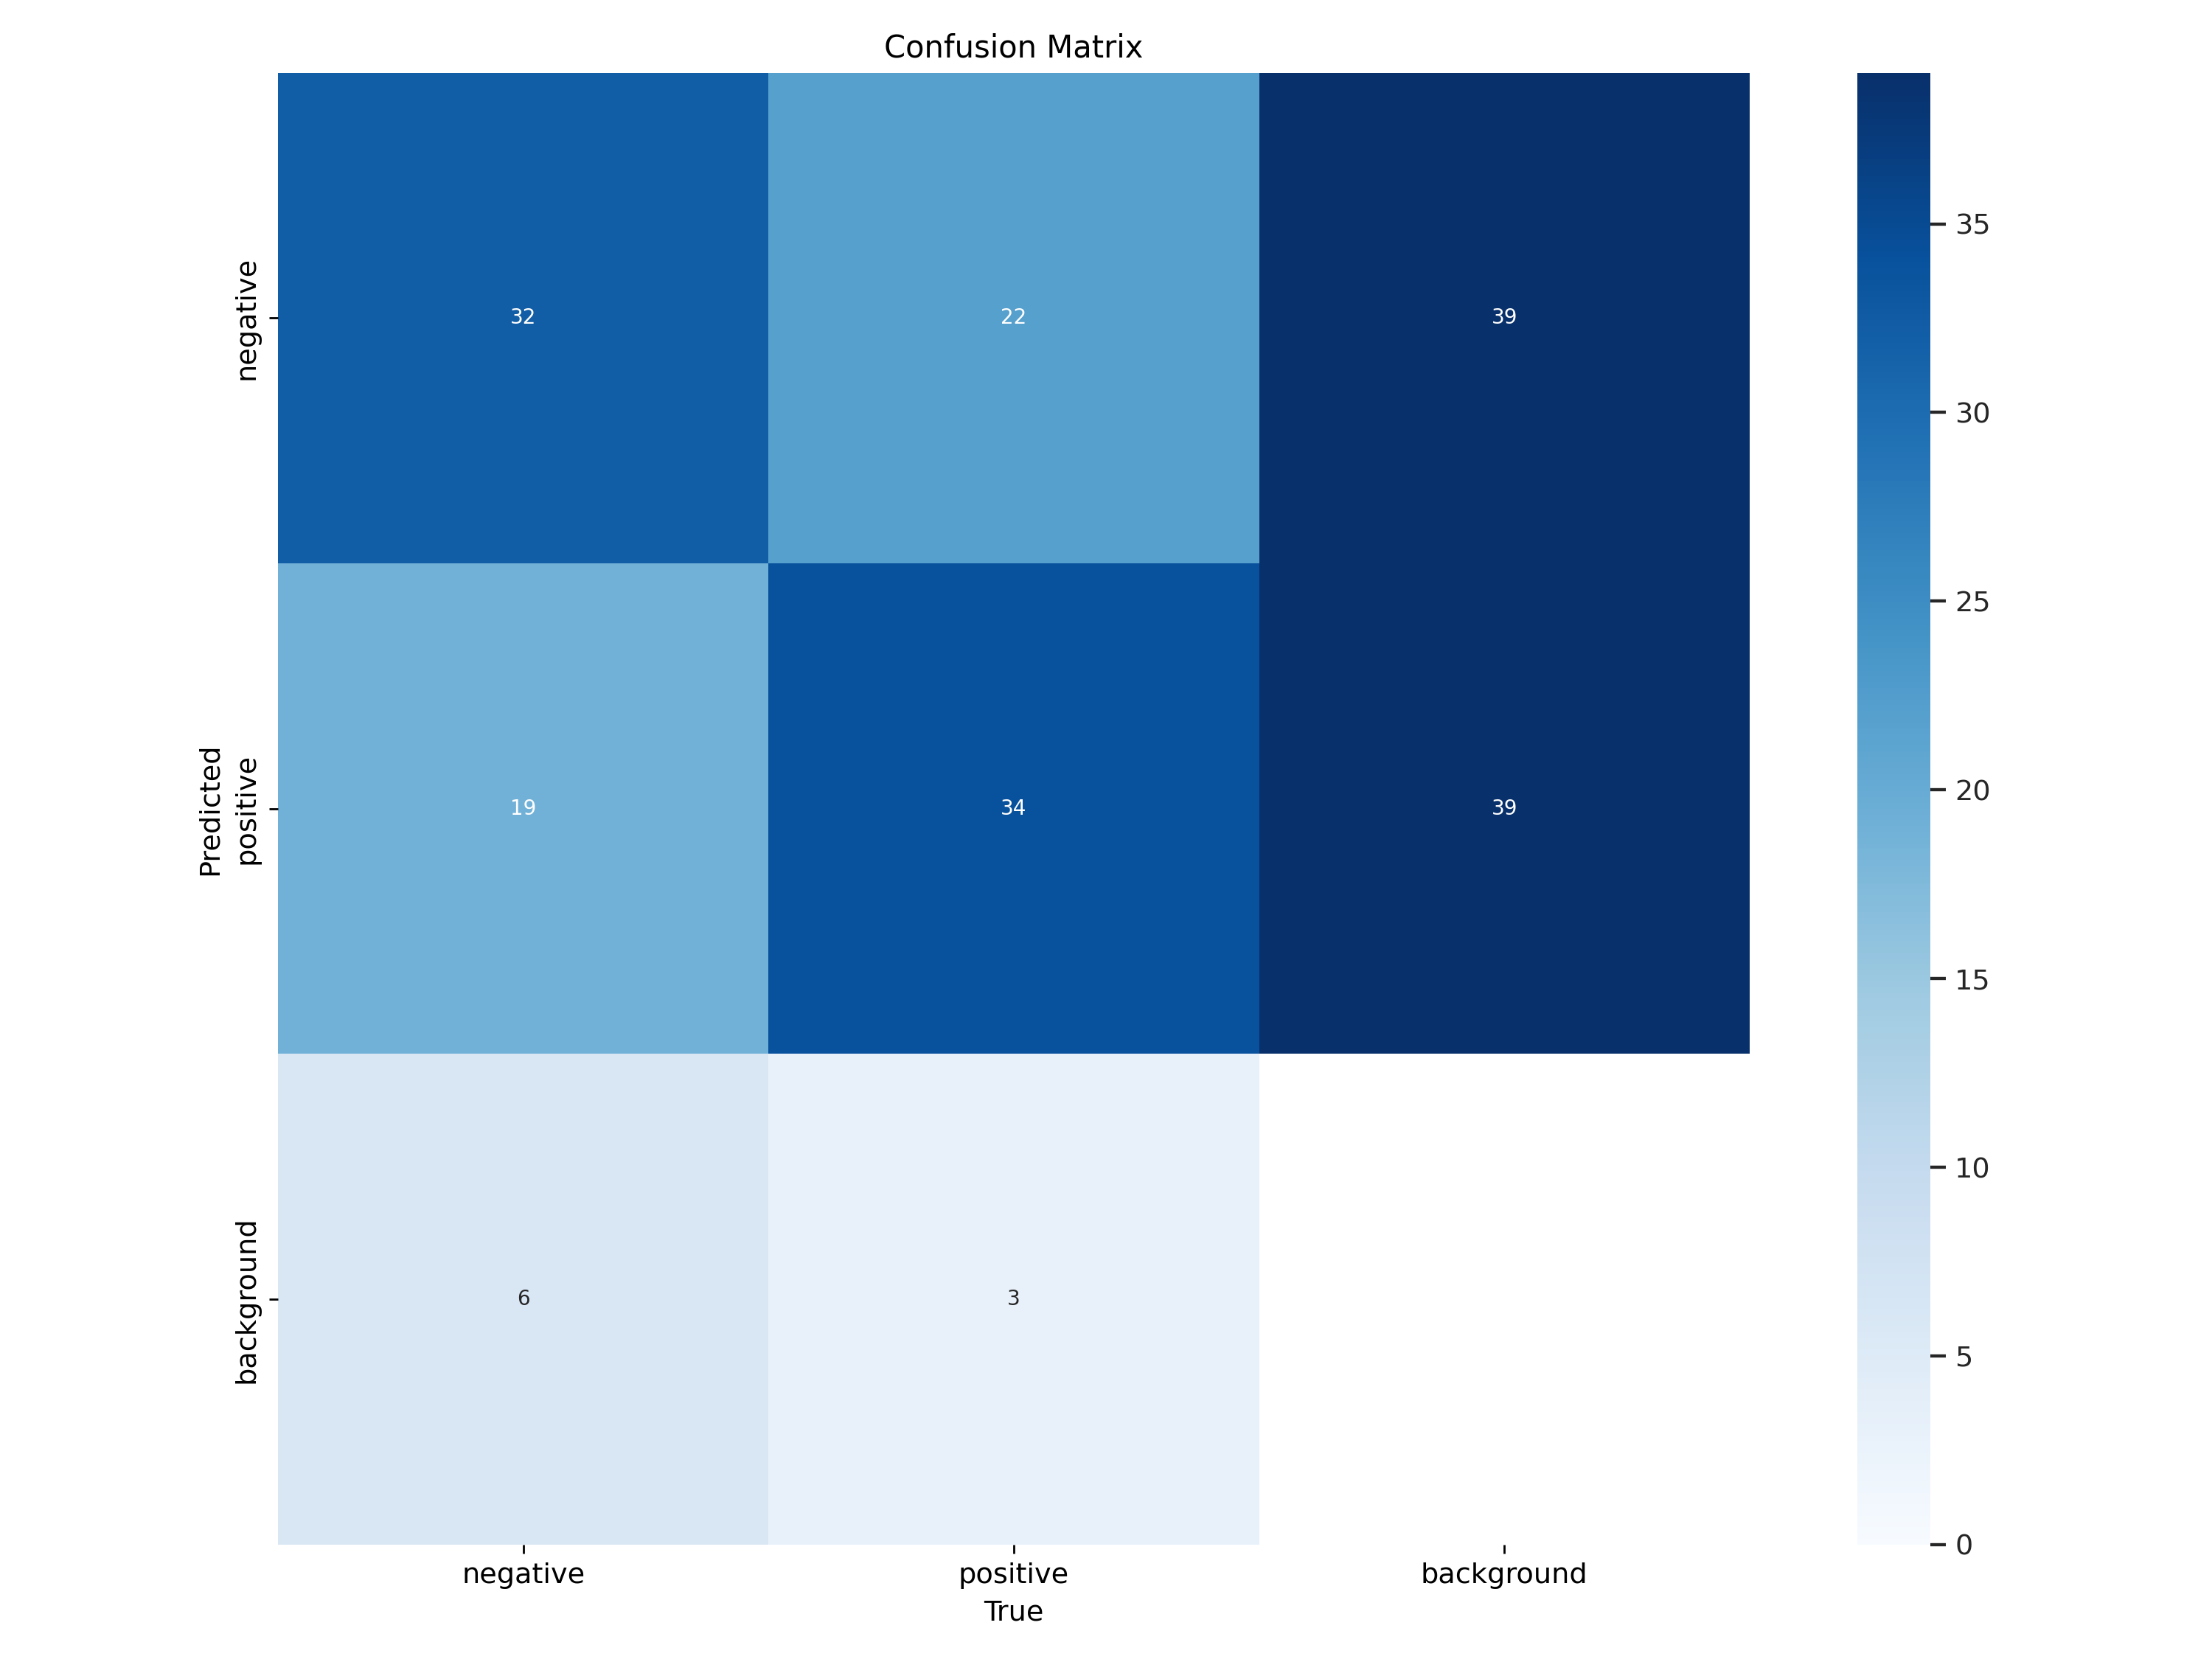 Confusion Matrix
negative
32
22
39
35
30
25
20
15
10
5
0
Predicted
positive
19
34
39
background
6
3
negative
positive
background
True